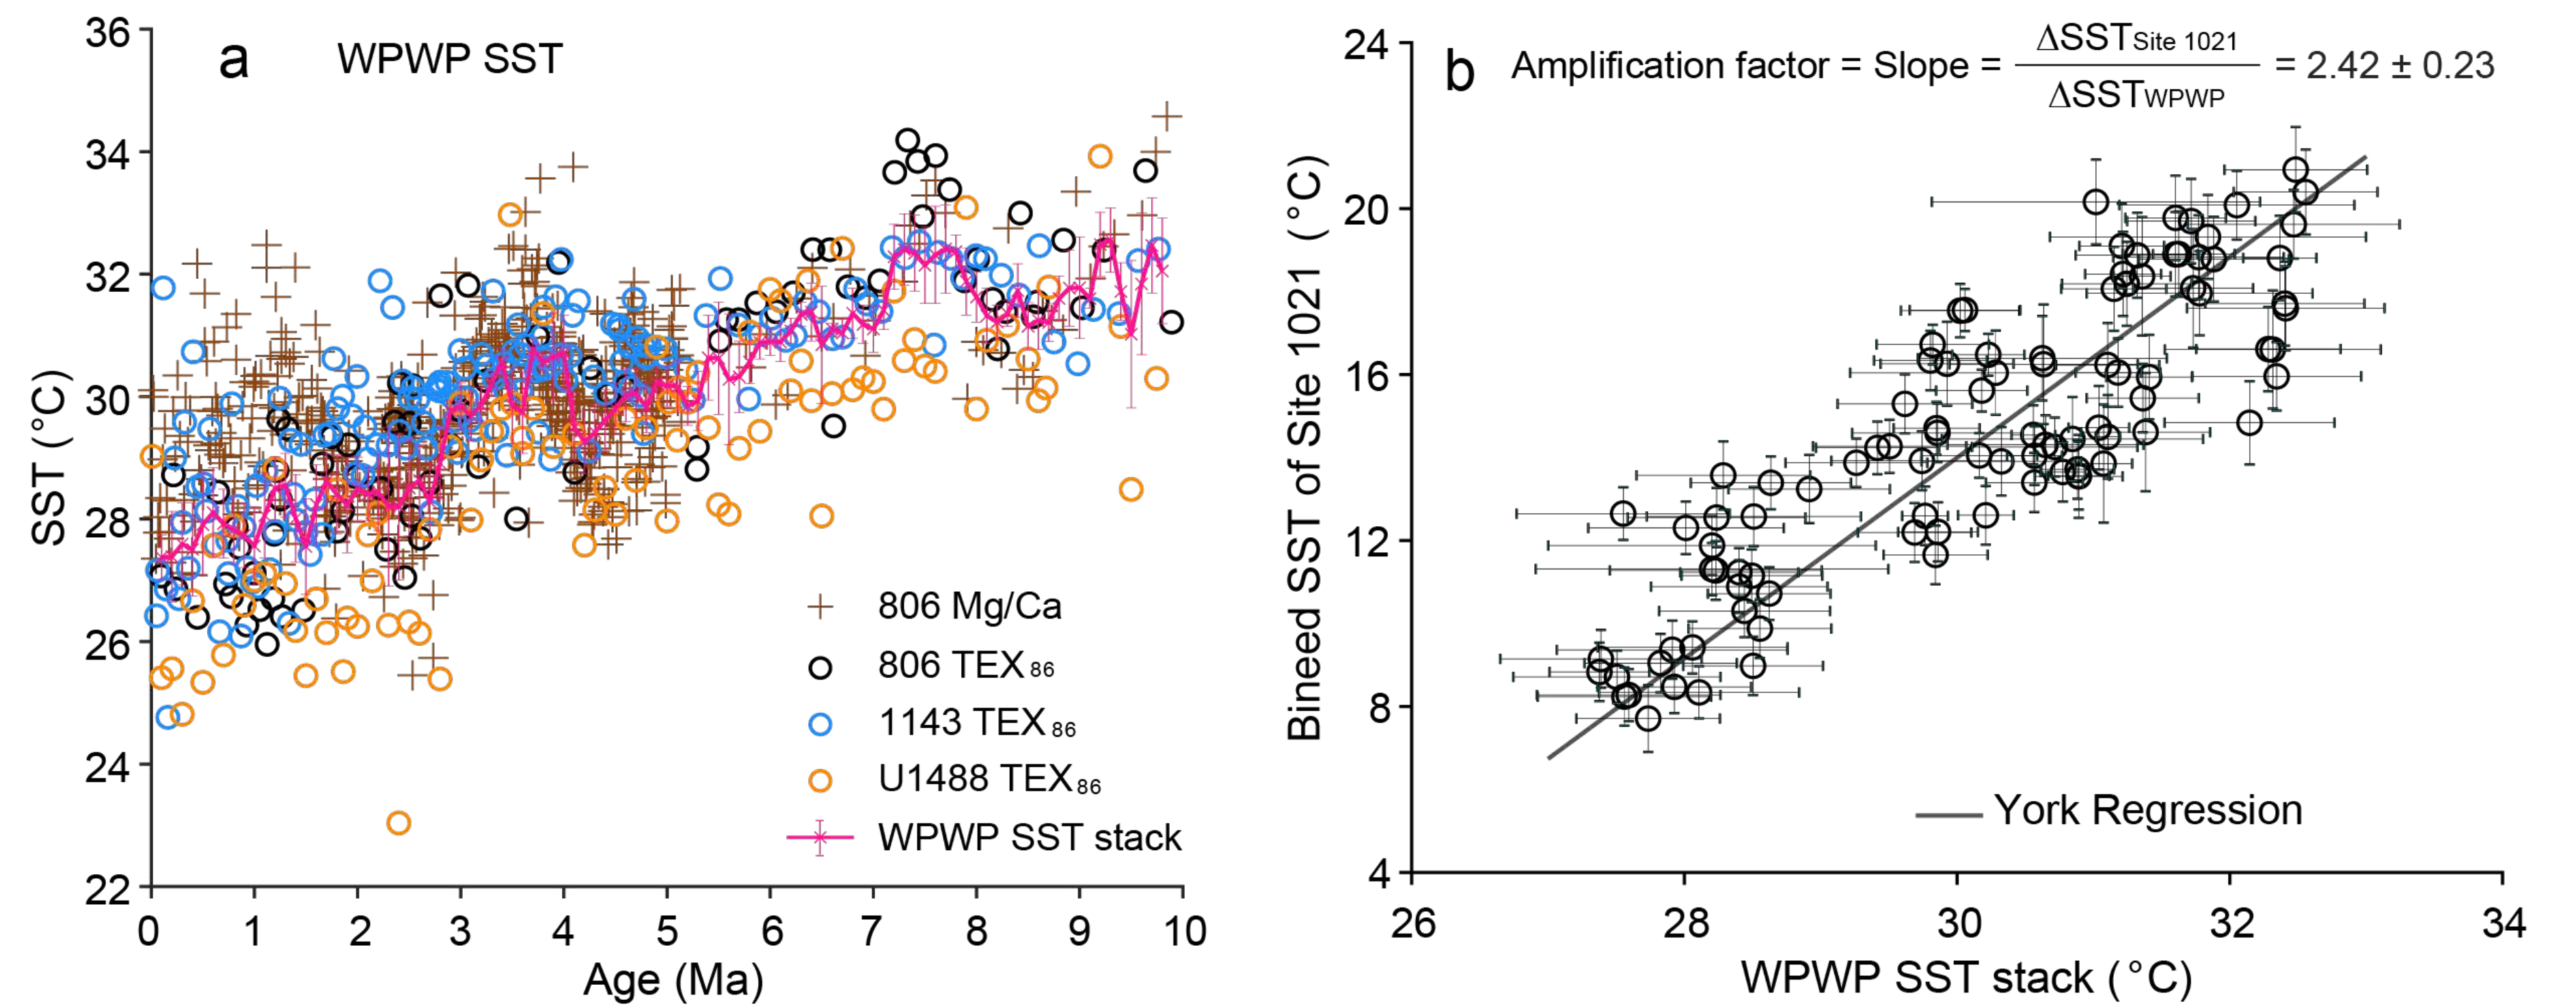 a WPWP SST
36
34
32
30
28
26
24
22
SST (°C)
0 1 2 3 4 5 6 7 8 9 10
Age (Ma)
806 Mg/Ca
806 TEX86
1143 TEX86
U1488 TEX86
WPWP SST stack
b Amplification factor = Slope = ΔSSTSite 1021 / ΔSSTWPWP = 2.42 ± 0.23
24
20
16
12
8
4
Bineed SST of Site 1021 (°C)
York Regression
26 28 30 32 34
WPWP SST stack (°C)